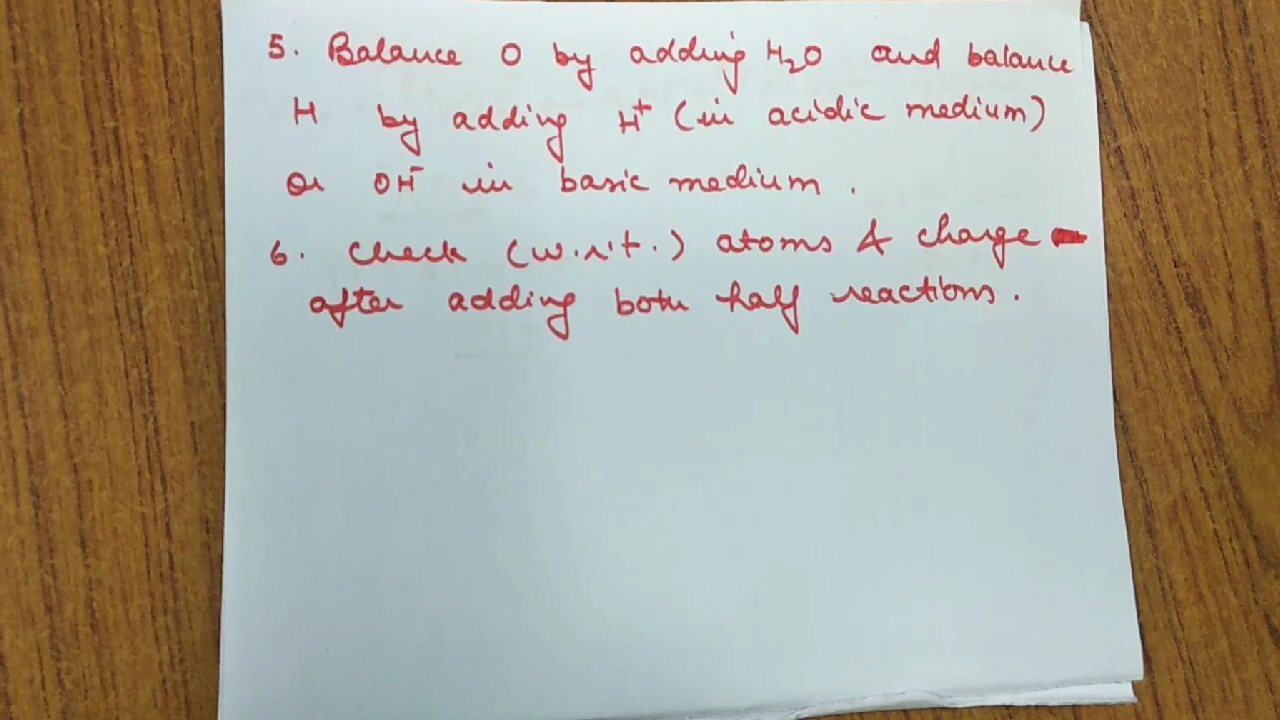 5. Balance O by adding H₂O and balance
H by adding H⁺ (in acidic medium)
or OH⁻ in basic medium.
6. Check (w.r.t.) atoms & charge
after adding both half reactions.